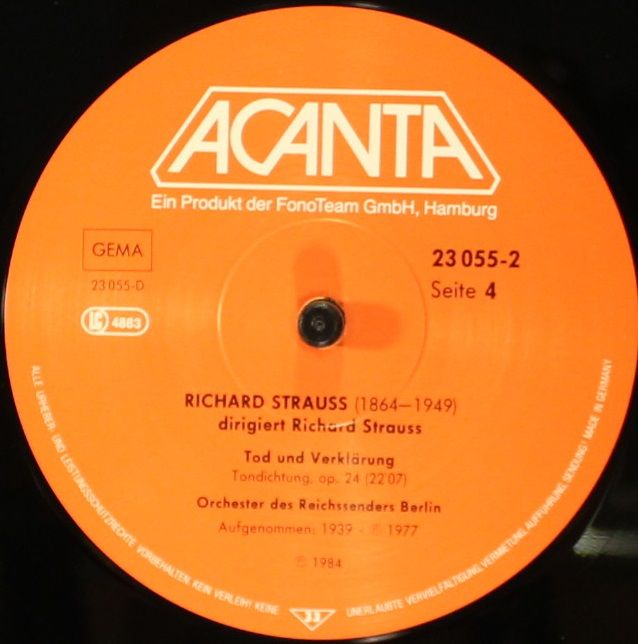 ACANTA
Ein Produkt der FonoTeam GmbH, Hamburg
GEMA
23 055-2
23 055-D
Seite 4
LC 4883
RICHARD STRAUSS (1864—1949)
dirigiert Richard Strauss
Tod und Verklärung
Tondichtung, op. 24 (22'07)
Orchester des Reichssenders Berlin
Aufgenommen: 1939 - ℗ 1977
℗ 1984
33
ALLE URHEBER- UND LEISTUNGSSCHUTZRECHTE VORBEHALTEN. KEIN VERLEIH! KEINE UNERLAUBTE VERVIELFÄLTIGUNG, VERMIETUNG, AUFFÜHRUNG, SENDUNG! MADE IN GERMANY